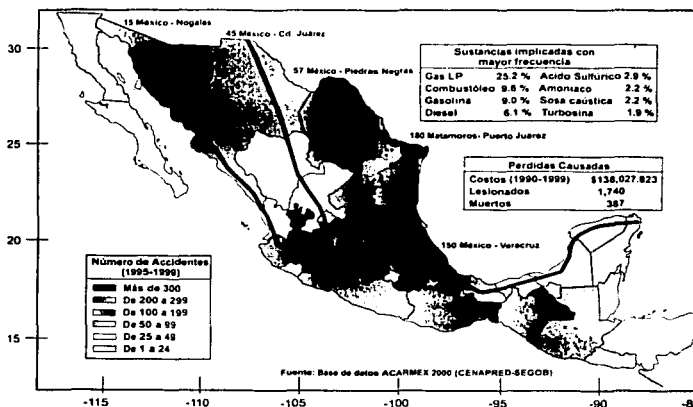 15 México - Nogales
45 México - Cd. Juárez
57 México - Piedras Negras
180 Matamoros - Puerto Juárez
150 México - Veracruz
Sustancias implicadas con
mayor frecuencia
Gas LP 25.2 % Acido Sulfúrico 2.9 %
Combustóleo 9.6 % Amoniaco 2.2 %
Gasolina 9.0 % Sosa caústica 2.2 %
Diesel 6.1 % Turbosina 1.9 %
Perdidas Causadas
Costos (1990-1999) $138,027.823
Lesionados 1,740
Muertos 387
Número de Accidentes
(1995-1999)
Más de 300
De 200 a 299
De 100 a 199
De 50 a 99
De 25 a 49
De 1 a 24
Fuente: Base de datos ACARMEX 2000 (CENAPRED-SEGOB)
30
25
20
15
-115 -110 -105 -100 -95 -90 -8